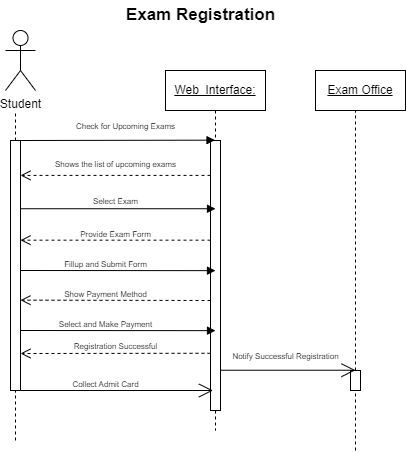 Exam Registration
Student
Web Interface:
Exam Office
Check for Upcoming Exams
Shows the list of upcoming exams
Select Exam
Provide Exam Form
Fillup and Submit Form
Show Payment Method
Select and Make Payment
Registration Successful
Notify Successful Registration
Collect Admit Card